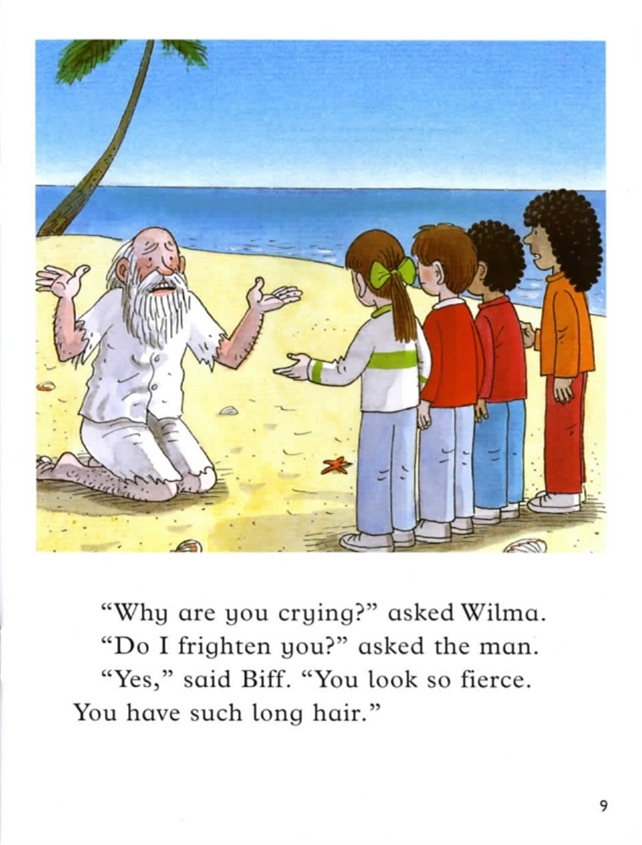 “Why are you crying?” asked Wilma.
“Do I frighten you?” asked the man.
“Yes,” said Biff. “You look so fierce.
You have such long hair.”
9